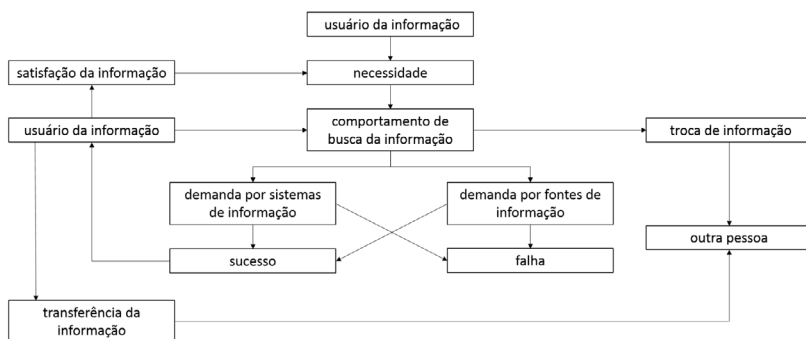 usuário da informação
satisfação da informação
necessidade
usuário da informação
comportamento de
busca da informação
troca de informação
demanda por sistemas
de informação
demanda por fontes de
informação
outra pessoa
sucesso
falha
transferência da
informação